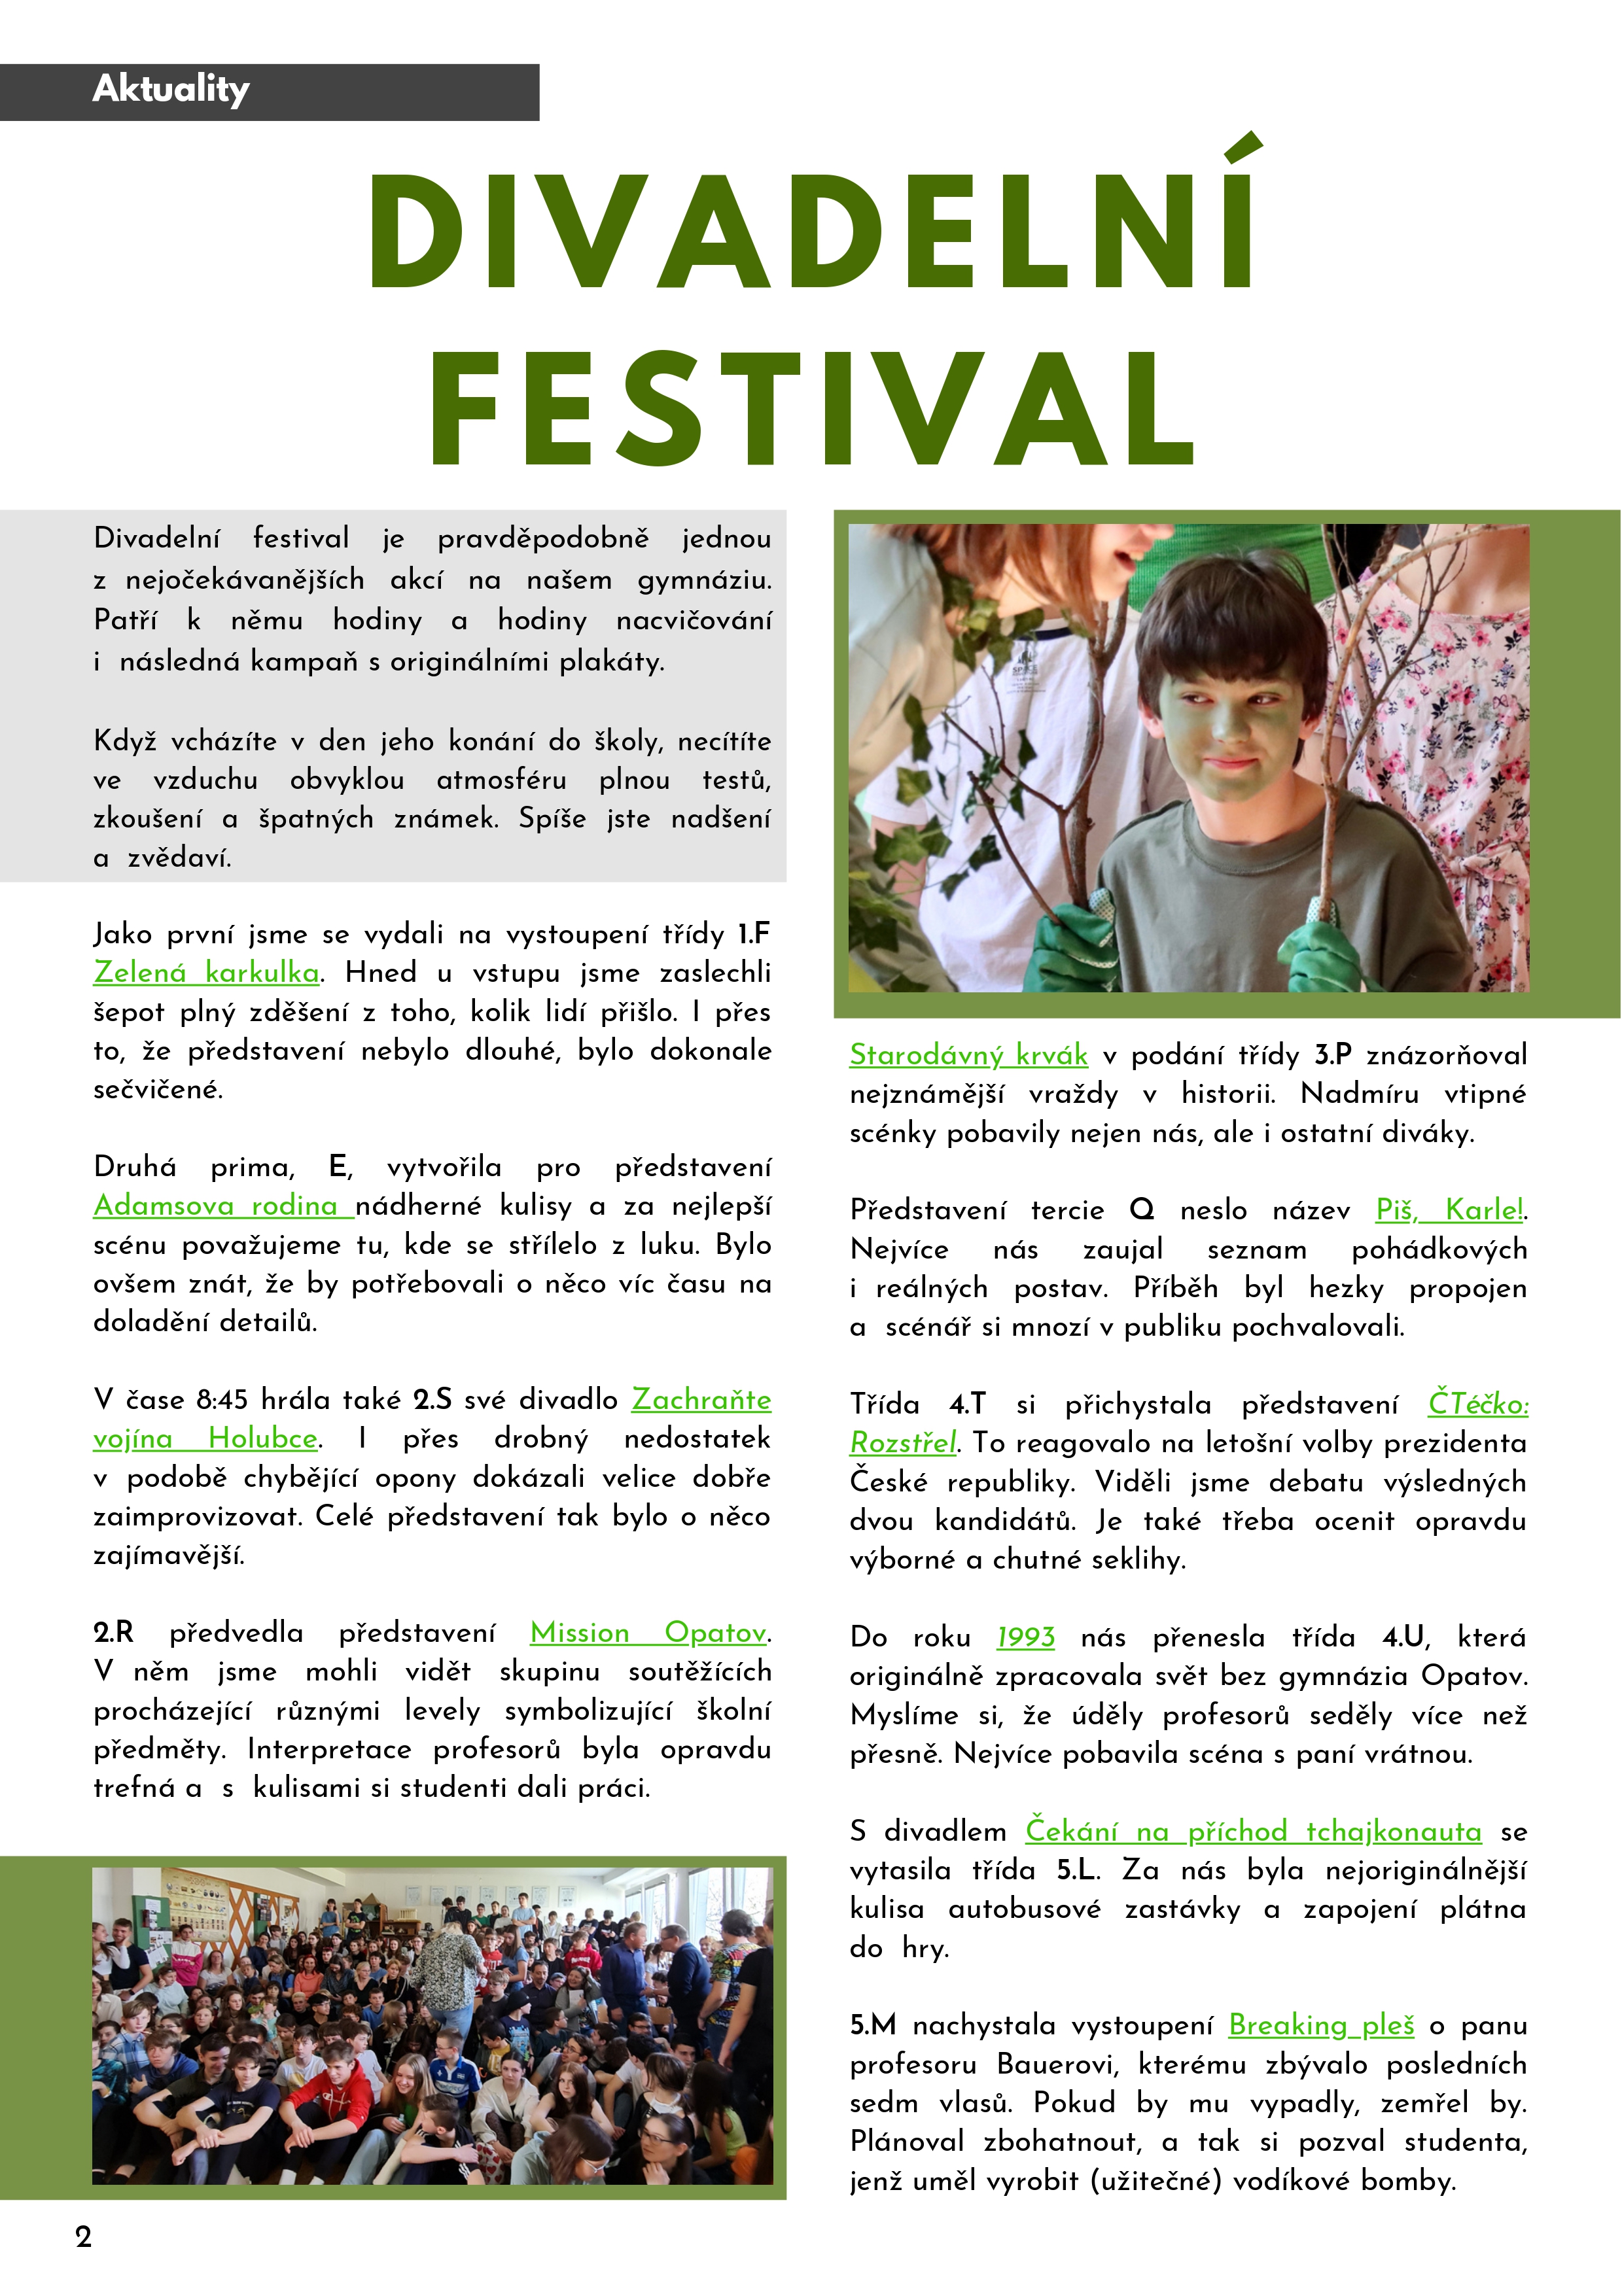 Aktuality
DIVADELNÍ
FESTIVAL
Divadelní festival je pravděpodobně jednou
z nejočekávanějších akcí na našem gymnáziu.
Patří k němu hodiny a hodiny nacvičování
i následná kampaň s originálními plakáty.
Když vcházíte v den jeho konání do školy, necítíte
ve vzduchu obvyklou atmosféru plnou testů,
zkoušení a špatných známek. Spíše jste nadšení
a zvědaví.
Jako první jsme se vydali na vystoupení třídy 1.F
Zelená karkulka. Hned u vstupu jsme zaslechli
šepot plný zděšení z toho, kolik lidí přišlo. I přes
to, že představení nebylo dlouhé, bylo dokonale
sečvičené.
Druhá prima, E, vytvořila pro představení
Adamsova rodina nádherné kulisy a za nejlepší
scénu považujeme tu, kde se střílelo z luku. Bylo
ovšem znát, že by potřebovali o něco víc času na
doladění detailů.
V čase 8:45 hrála také 2.S své divadlo Zachraňte
vojína Holubce. I přes drobný nedostatek
v podobě chybějící opony dokázali velice dobře
zaimprovizovat. Celé představení tak bylo o něco
zajímavější.
2.R předvedla představení Mission Opatov.
V něm jsme mohli vidět skupinu soutěžících
procházející různými levely symbolizující školní
předměty. Interpretace profesorů byla opravdu
trefná a s kulisami si studenti dali práci.
Starodávný krvák v podání třídy 3.P znázorňoval
nejznámější vraždy v historii. Nadmíru vtipné
scénky pobavily nejen nás, ale i ostatní diváky.
Představení tercie Q neslo název Piš, Karle!.
Nejvíce nás zaujal seznam pohádkových
i reálných postav. Příběh byl hezky propojen
a scénář si mnozí v publiku pochvalovali.
Třída 4.T si přichystala představení ČTéčko:
Rozstřel. To reagovalo na letošní volby prezidenta
České republiky. Viděli jsme debatu výsledných
dvou kandidátů. Je také třeba ocenit opravdu
výborné a chutné seklihy.
Do roku 1993 nás přenesla třída 4.U, která
originálně zpracovala svět bez gymnázia Opatov.
Myslíme si, že úděly profesorů seděly více než
přesně. Nejvíce pobavila scéna s paní vrátnou.
S divadlem Čekání na příchod tchajkonauta se
vytasila třída 5.L. Za nás byla nejoriginálnější
kulisa autobusové zastávky a zapojení plátna
do hry.
5.M nachystala vystoupení Breaking pleš o panu
profesoru Bauerovi, kterému zbývalo posledních
sedm vlasů. Pokud by mu vypadly, zemřel by.
Plánoval zbohatnout, a tak si pozval studenta,
jenž uměl vyrobit (užitečné) vodíkové bomby.
2